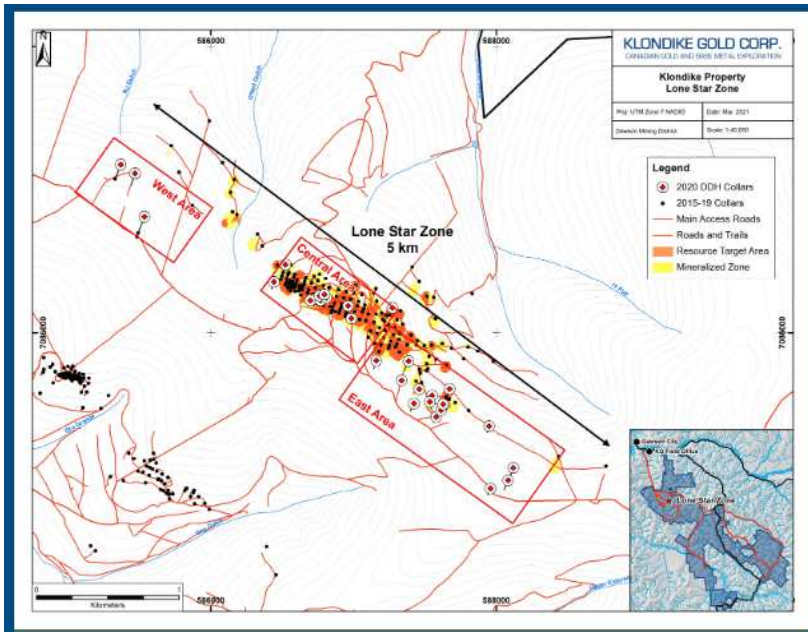 586000
588000
KLONDIKE GOLD CORP.
CANADIAN GOLD AND BASE METAL EXPLORATION
Klondike Property
Lone Star Zone
Proj: UTM Zone 7 NAD83
Date: Mar. 2021
Dawson Mining District
Scale: 1:40,000
Legend
2020 DDH Collars
2015-19 Collars
Main Access Roads
Roads and Trails
Resource Target Area
Mineralized Zone
West Area
Lone Star Zone
5 km
Central Area
East Area
7086000
7086000
Dawson City
KG Field Office
Lone Star Zone
0
1
Kilometers
586000
588000